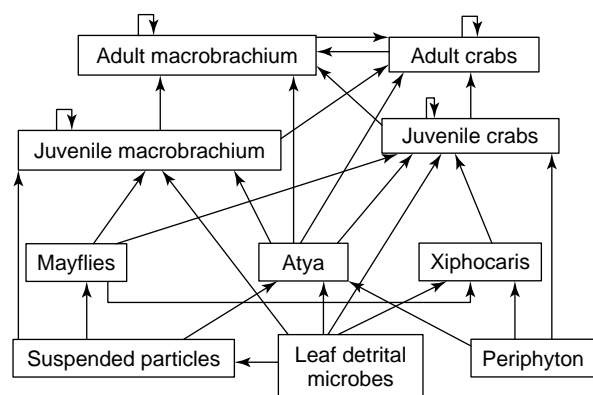 Adult macrobrachium
Adult crabs
Juvenile macrobrachium
Juvenile crabs
Mayflies
Atya
Xiphocaris
Suspended particles
Leaf detrital
microbes
Periphyton